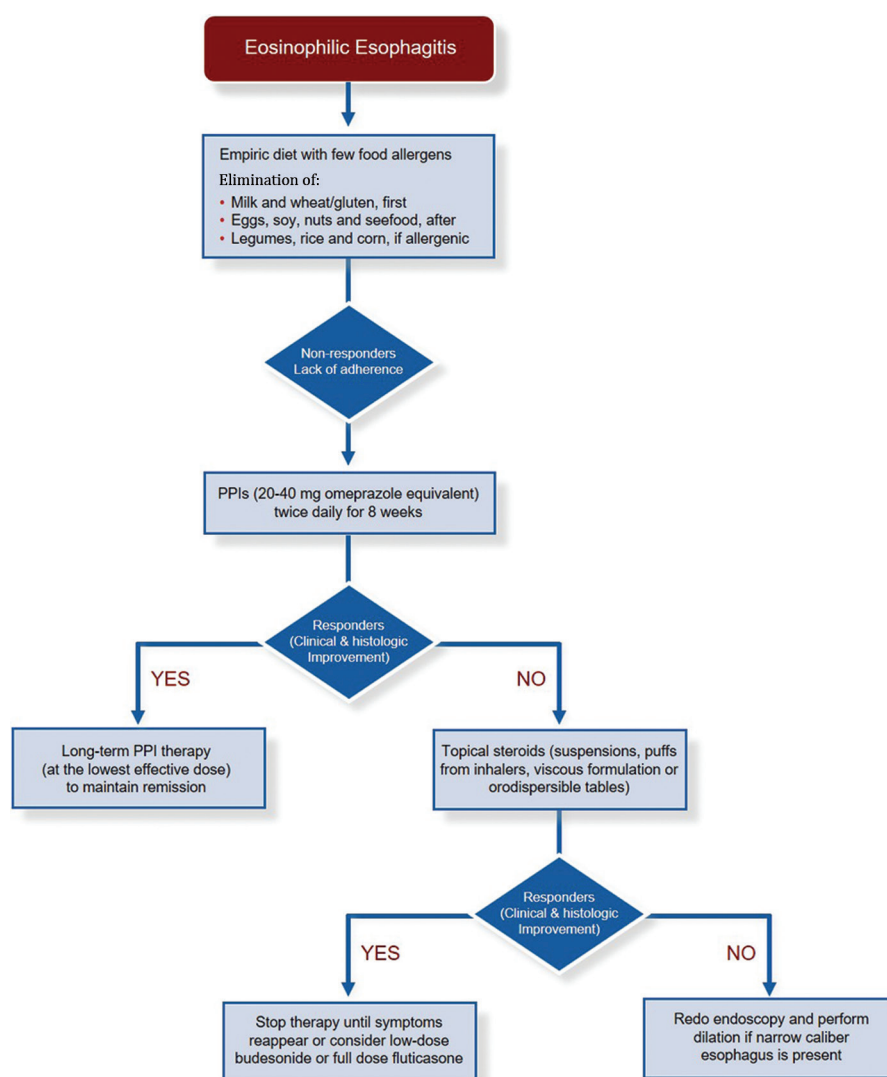 Eosinophilic Esophagitis
Empiric diet with few food allergens
Elimination of:
• Milk and wheat/gluten, first
• Eggs, soy, nuts and seefood, after
• Legumes, rice and corn, if allergenic
Non-responders
Lack of adherence
PPIs (20-40 mg omeprazole equivalent)
twice daily for 8 weeks
Responders
(Clinical & histologic
Improvement)
YES
NO
Long-term PPI therapy
(at the lowest effective dose)
to maintain remission
Topical steroids (suspensions, puffs
from inhalers, viscous formulation or
orodispersible tables)
Responders
(Clinical & histologic
Improvement)
YES
NO
Stop therapy until symptoms
reappear or consider low-dose
budesonide or full dose fluticasone
Redo endoscopy and perform
dilation if narrow caliber
esophagus is present